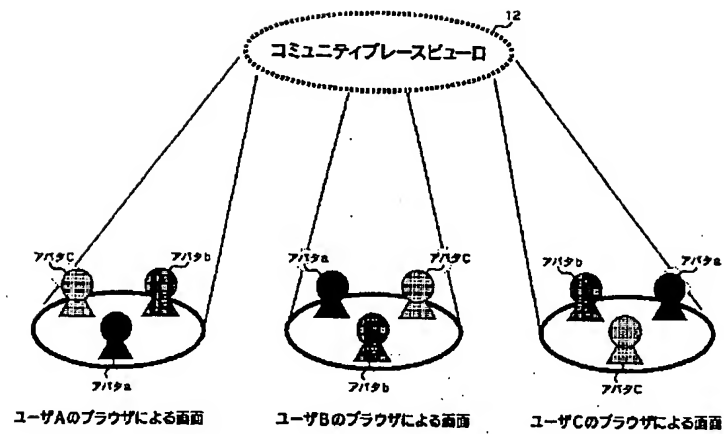 12
コミュニティプレースビューロ
アバタC
アバタb
アバタa
アバタC
アバタb
アバタa
アバタa
アバタb
アバタC
ユーザAのブラウザによる画面
ユーザBのブラウザによる画面
ユーザCのブラウザによる画面